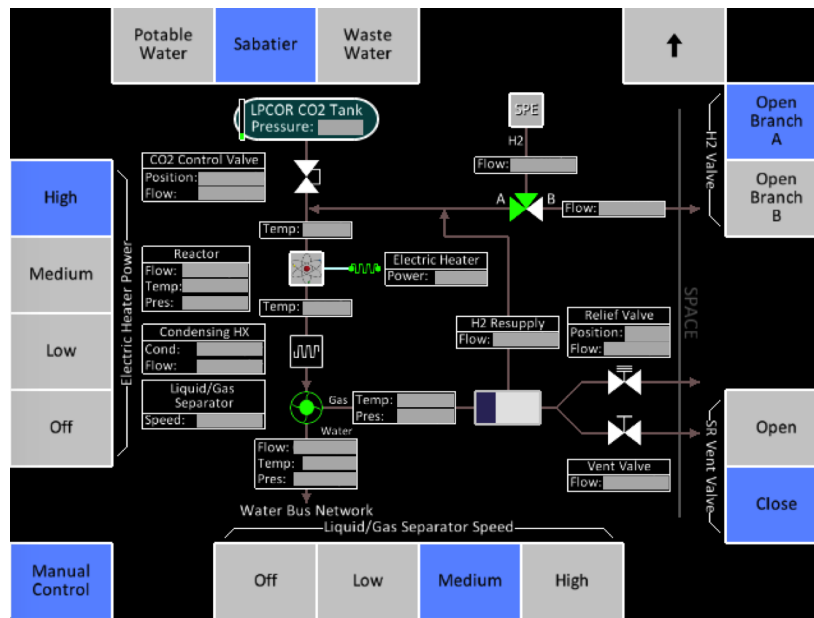 Potable
Water
Sabatier
Waste
Water
LPCOR CO2 Tank
Pressure:
SPE
H2
Flow:
Open
Branch
A
Open
Branch
B
H2 Valve
CO2 Control Valve
Position:
Flow:
A
B
Flow:
High
Medium
Low
Off
Electric Heater Power
Temp:
Reactor
Flow:
Temp:
Pres:
Electric Heater
Power:
Temp:
SPACE
Relief Valve
Position:
Flow:
H2 Resupply
Flow:
Condensing HX
Cond:
Flow:
Liquid/Gas
Separator
Speed:
Gas
Temp:
Pres:
Water
Flow:
Temp:
Pres:
Vent Valve
Flow:
Open
Close
SR Vent Valve
Water Bus Network
Liquid/Gas Separator Speed
Manual
Control
Off
Low
Medium
High